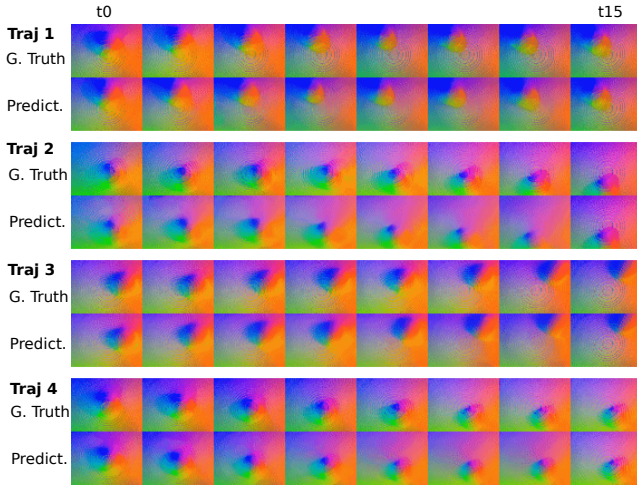 t0 t15
Traj 1
G. Truth
Predict.
Traj 2
G. Truth
Predict.
Traj 3
G. Truth
Predict.
Traj 4
G. Truth
Predict.